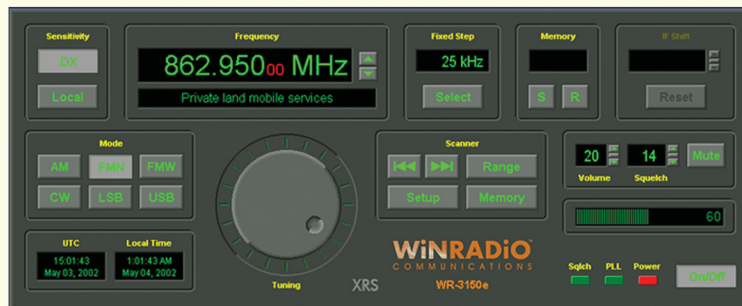 Sensitivity
DX
Local
Frequency
862.95000 MHz
Private land mobile services
Fixed Step
25 kHz
Select
Memory
S R
IF Shift
Reset
Mode
AM FMN FMW
CW LSB USB
Scanner
Range
Setup Memory
20 14 Mute
Volume Squelch
60
UTC Local Time
15:01:43 1:01:43 AM
May 03, 2002 May 04, 2002
Tuning
XRS
WiNRADiO
COMMUNICATIONS
WR-3150e
Sqlch PLL Power
On/Off